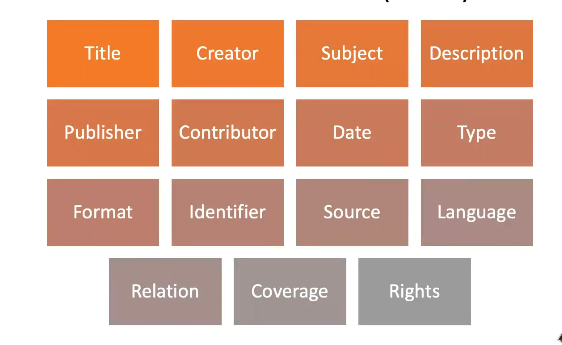 Title
Creator
Subject
Description
Publisher
Contributor
Date
Type
Format
Identifier
Source
Language
Relation
Coverage
Rights